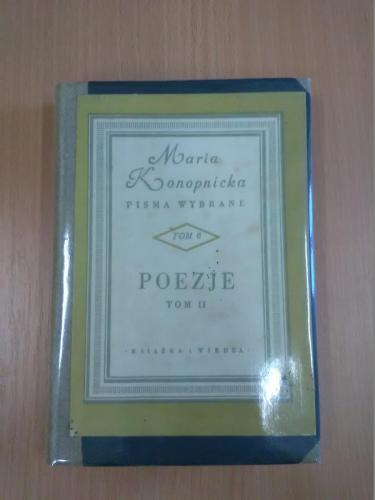 Maria
Konopnicka
PISMA WYBRANE
TOM 6
POEZJE
TOM II
· KSIĄŻKA I WIEDZA ·